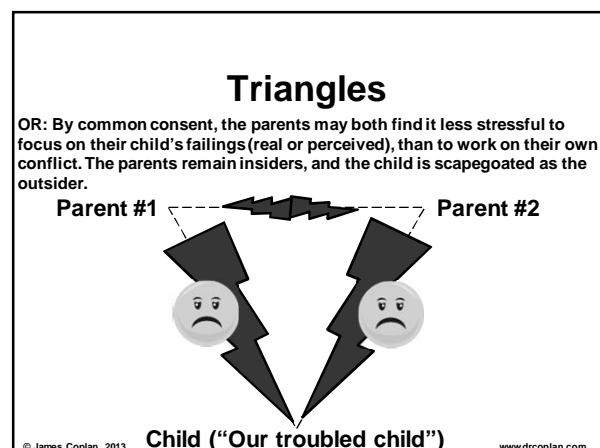 Triangles
OR: By common consent, the parents may both find it less stressful to
focus on their child's failings (real or perceived), than to work on their own
conflict. The parents remain insiders, and the child is scapegoated as the
outsider.
Parent #1 Parent #2
Child ("Our troubled child")
© James Coplan, 2013 www.drcoplan.com